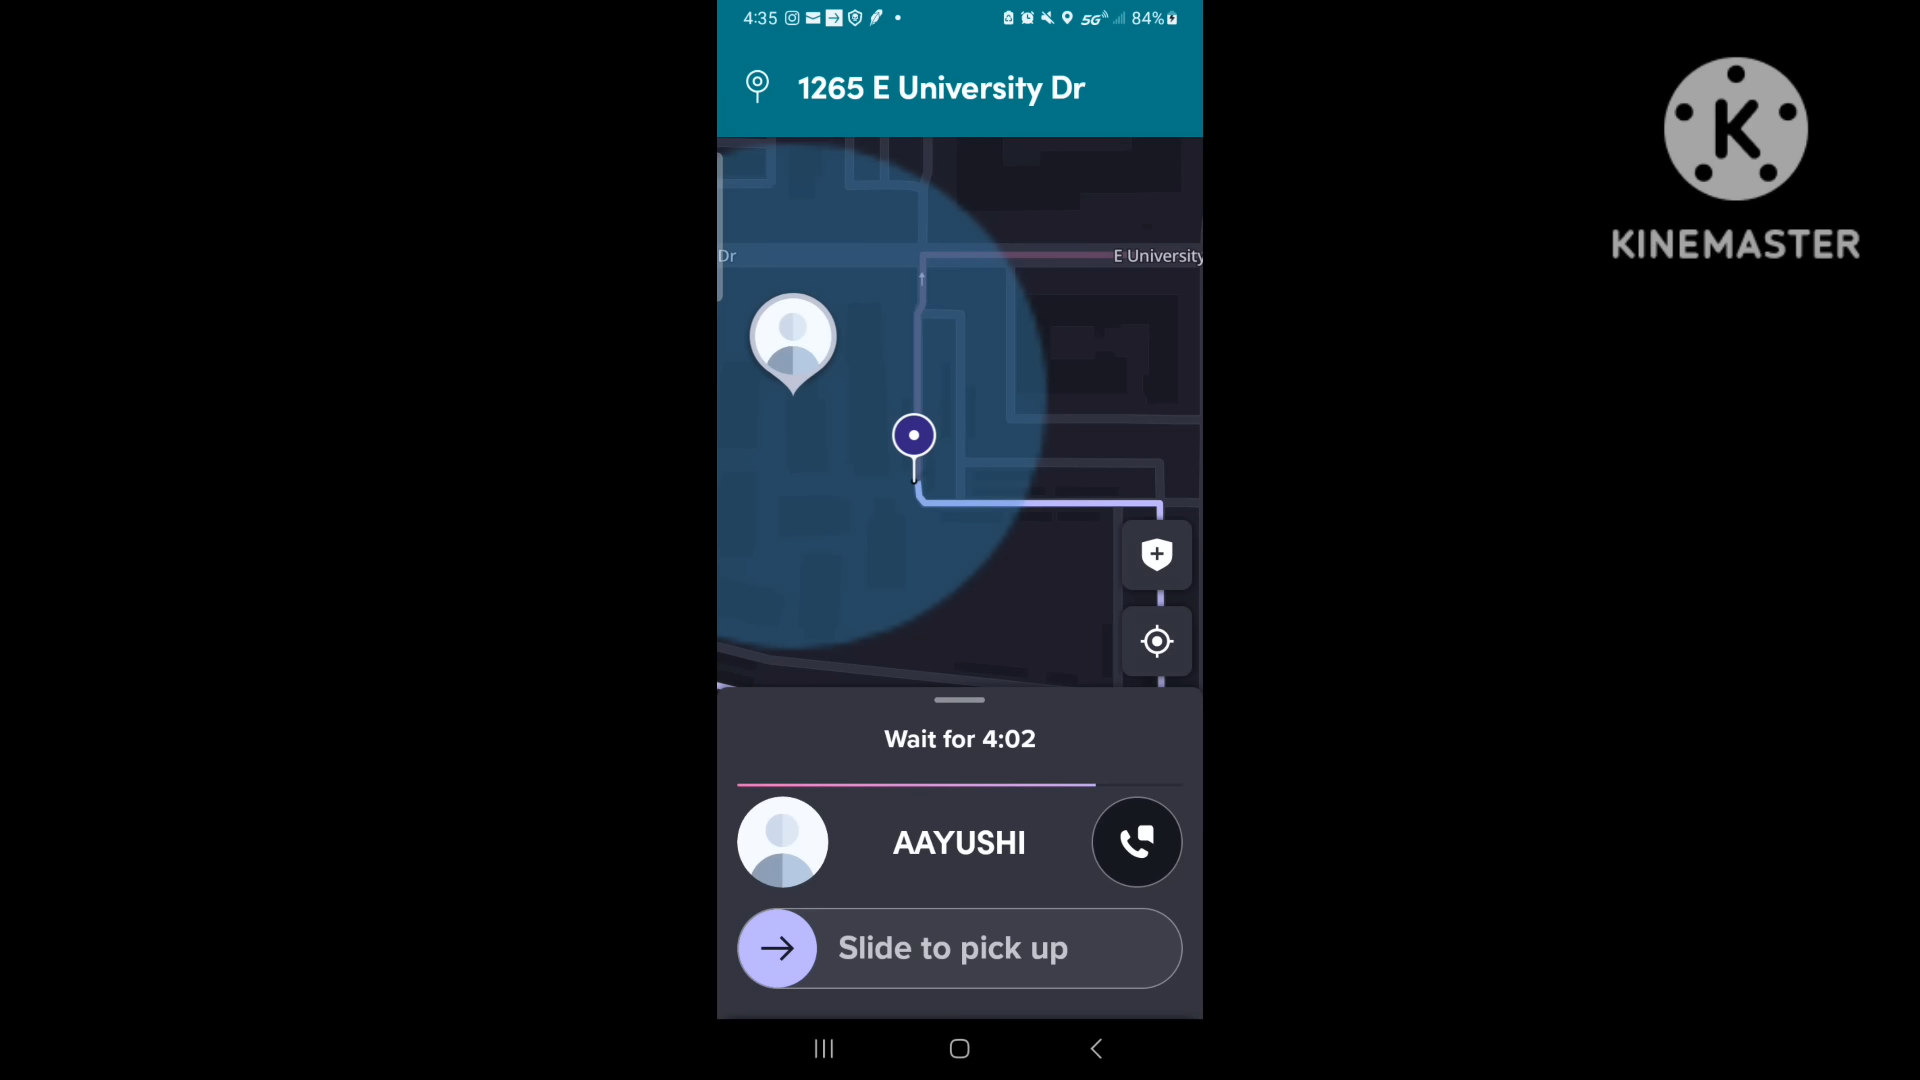 4:35
5G
84%
1265 E University Dr
Dr
E University
Wait for 4:02
AAYUSHI
Slide to pick up
K
KINEMASTER